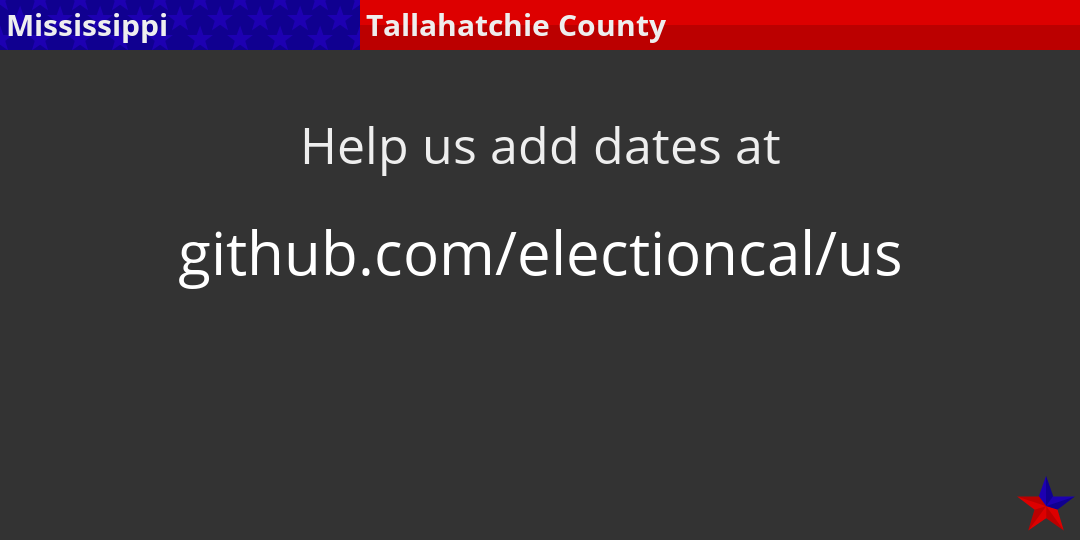 Mississippi
Tallahatchie County
Help us add dates at
github.com/electioncal/us